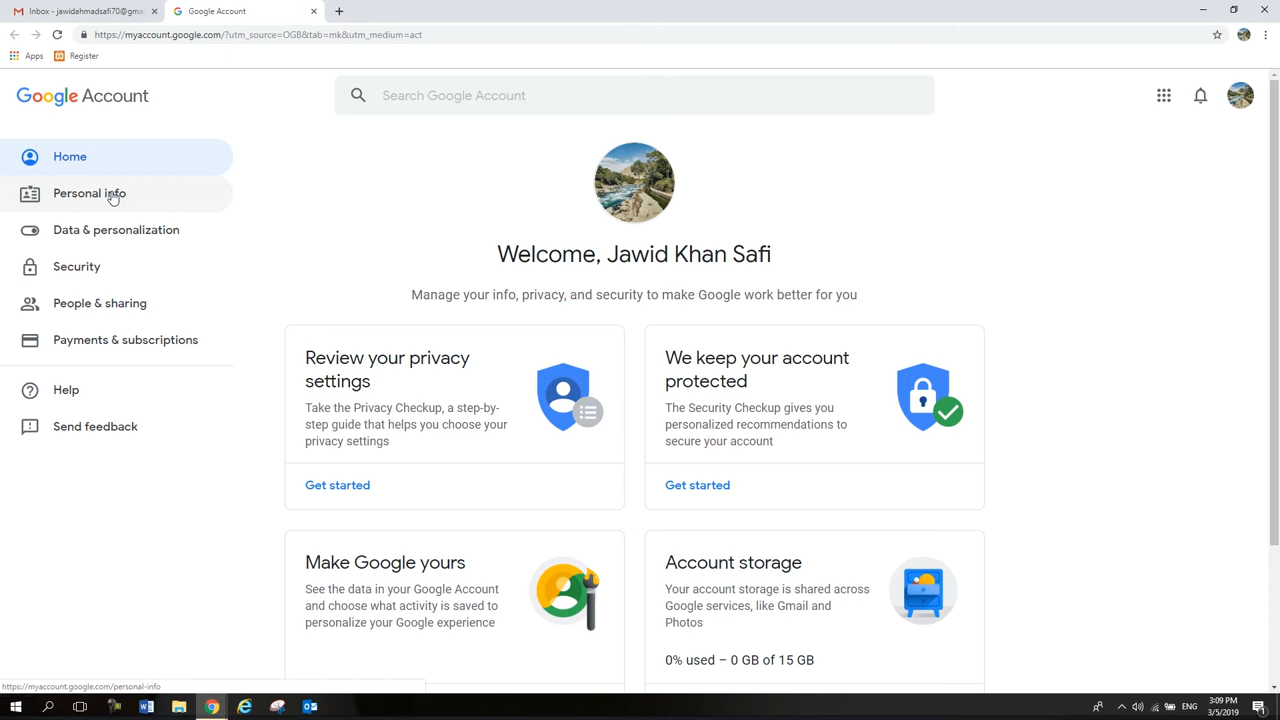 Inbox - jawidahmadsafi70@gmai
Google Account
https://myaccount.google.com/?utm_source=OGB&tab=mk&utm_medium=act
Apps
Register
Google Account
Search Google Account
Home
Personal info
Data & personalization
Security
People & sharing
Payments & subscriptions
Help
Send feedback
Welcome, Jawid Khan Safi
Manage your info, privacy, and security to make Google work better for you
Review your privacy
settings
Take the Privacy Checkup, a step-by-
step guide that helps you choose your
privacy settings
Get started
We keep your account
protected
The Security Checkup gives you
personalized recommendations to
secure your account
Get started
Make Google yours
See the data in your Google Account
and choose what activity is saved to
personalize your Google experience
Account storage
Your account storage is shared across
Google services, like Gmail and
Photos
0% used – 0 GB of 15 GB
https://myaccount.google.com/personal-info
ENG
3:09 PM
3/5/2019